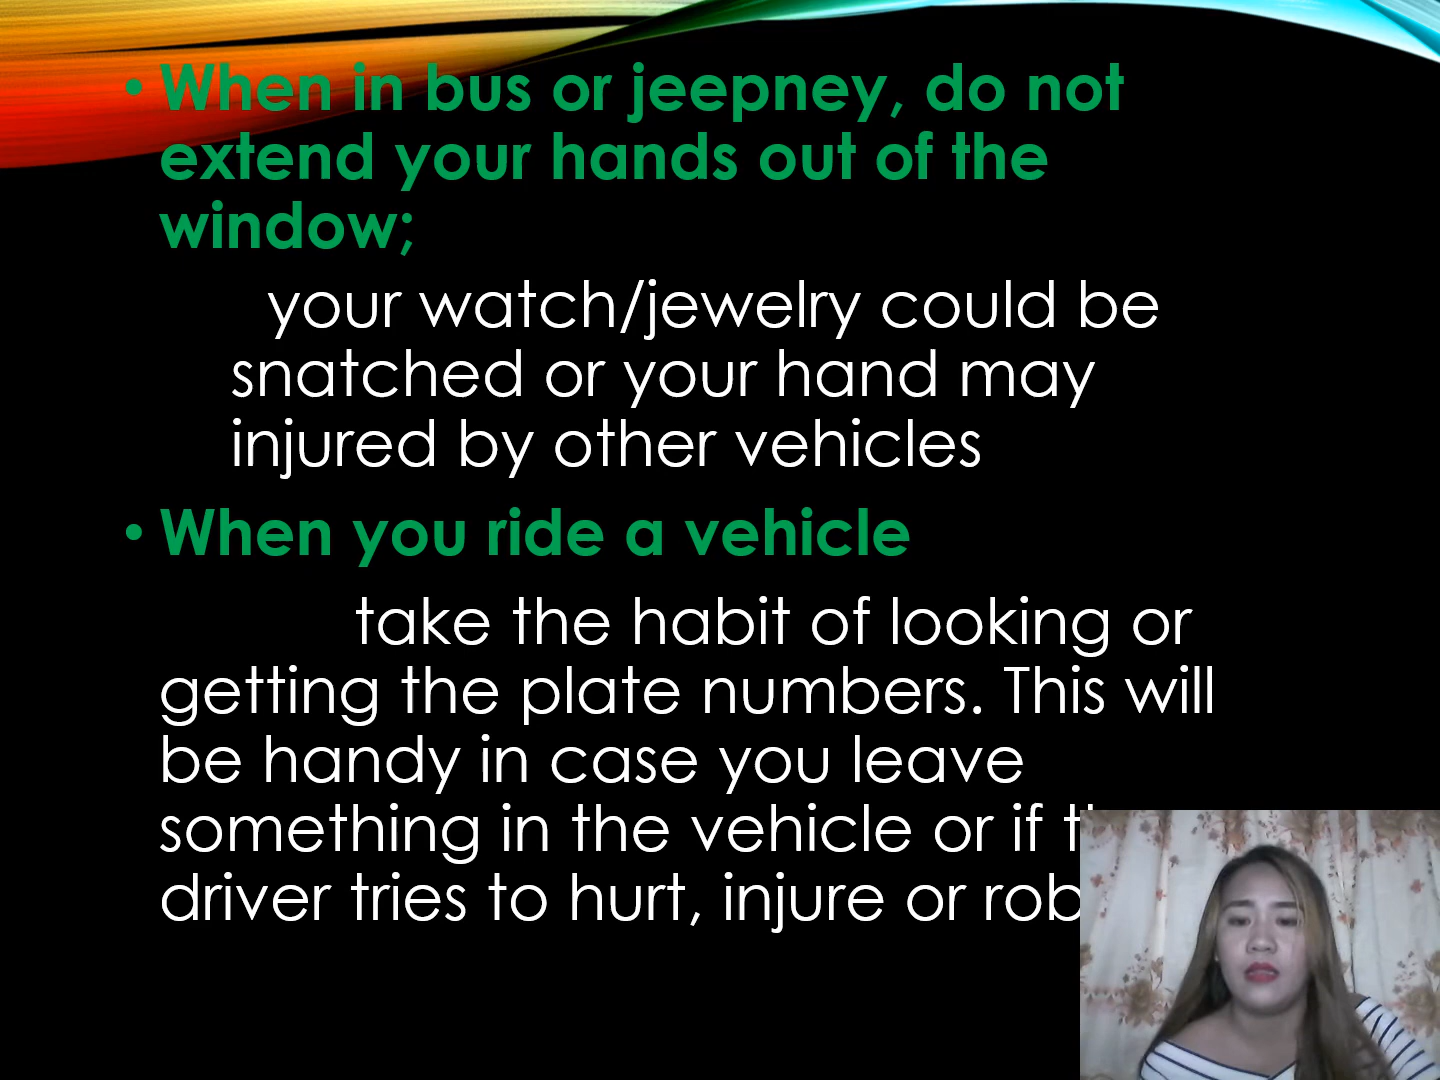 • When in bus or jeepney, do not
extend your hands out of the
window;
your watch/jewelry could be
snatched or your hand may
injured by other vehicles
• When you ride a vehicle
take the habit of looking or
getting the plate numbers. This will
be handy in case you leave
something in the vehicle or if
driver tries to hurt, injure or rob